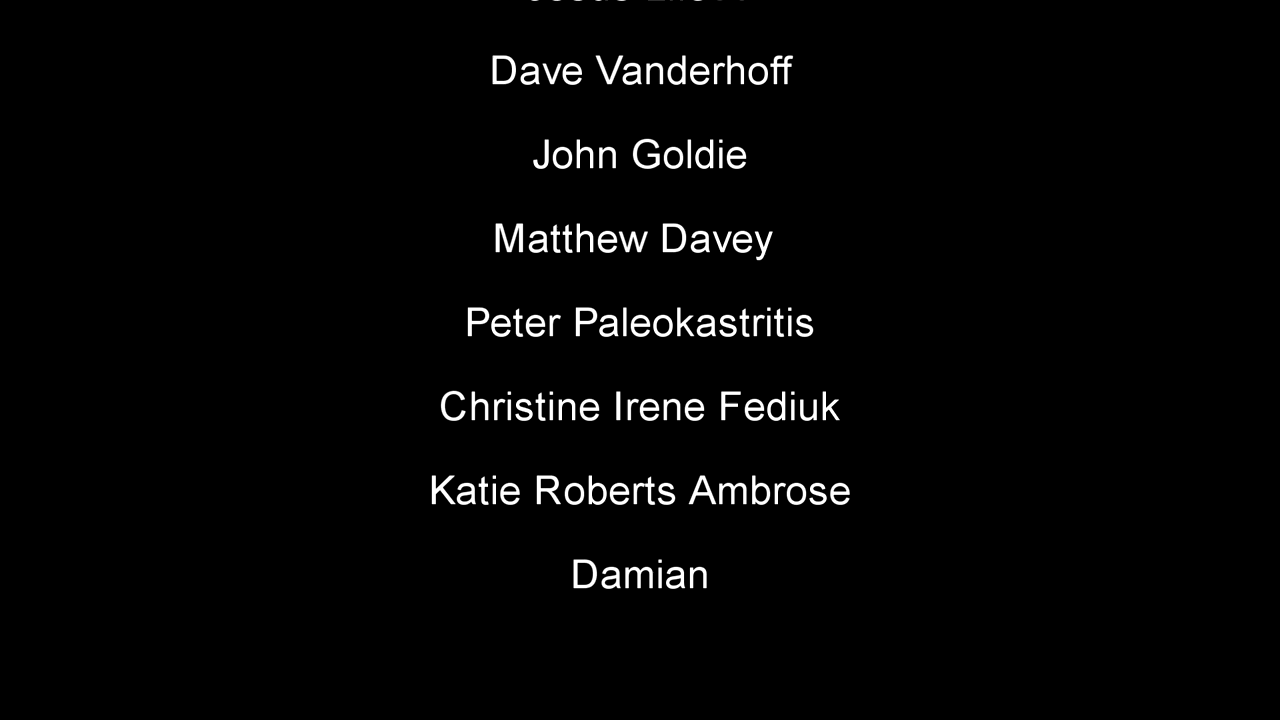 Dave Vanderhoff
John Goldie
Matthew Davey
Peter Paleokastritis
Christine Irene Fediuk
Katie Roberts Ambrose
Damian